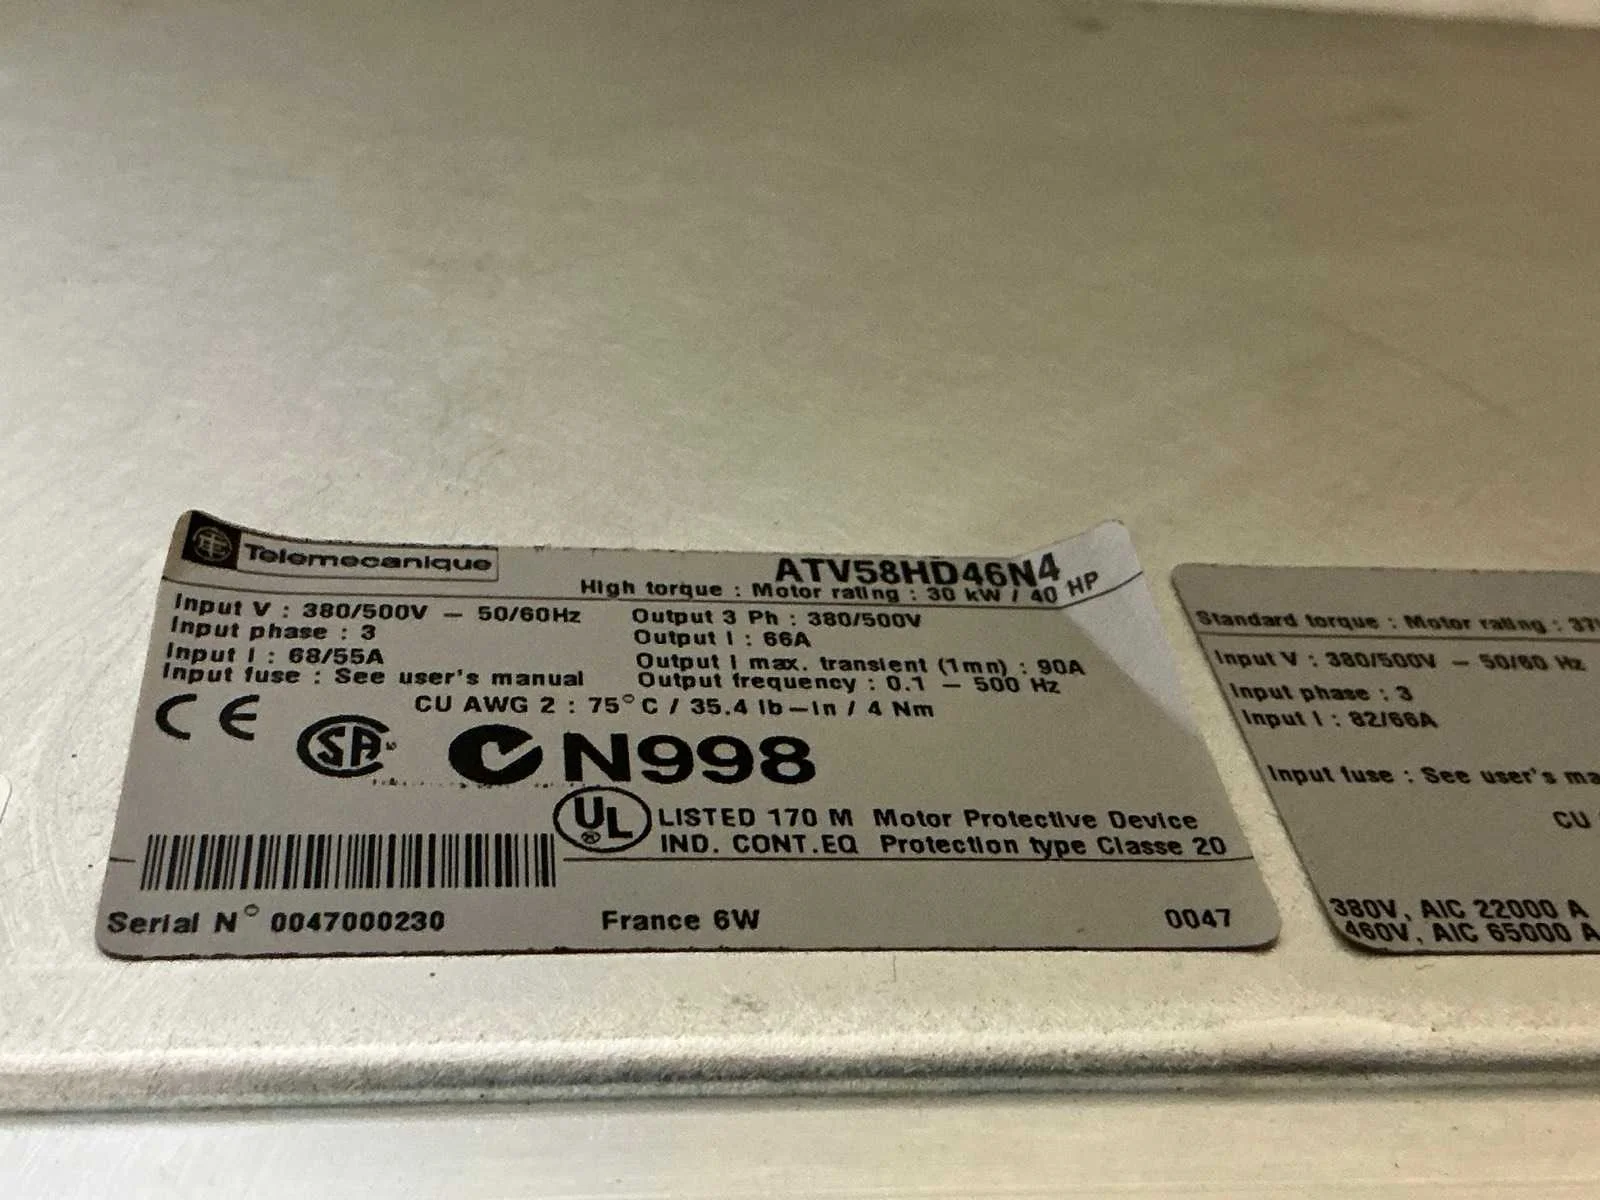 Telemecanique
ATV58HD46N4
High torque : Motor rating : 30 kW / 40 HP
Input V : 380/500V – 50/60Hz
Input phase : 3
Input I : 68/55A
Input fuse : See user's manual
Output 3 Ph : 380/500V
Output I : 66A
Output I max. transient (1mn) : 90A
Output frequency : 0.1 – 500 Hz
CU AWG 2 : 75°C / 35.4 lb–in / 4 Nm
CE
SA
N998
UL LISTED 170 M Motor Protective Device
IND. CONT.EQ Protection type Classe 20
Serial N° 0047000230
France 6W
0047
Standard torque : Motor rating : 37
Input V : 380/500V – 50/60 Hz
Input phase : 3
Input I : 82/66A
Input fuse : See user's ma
CU
380V, AIC 22000 A
460V, AIC 65000 A